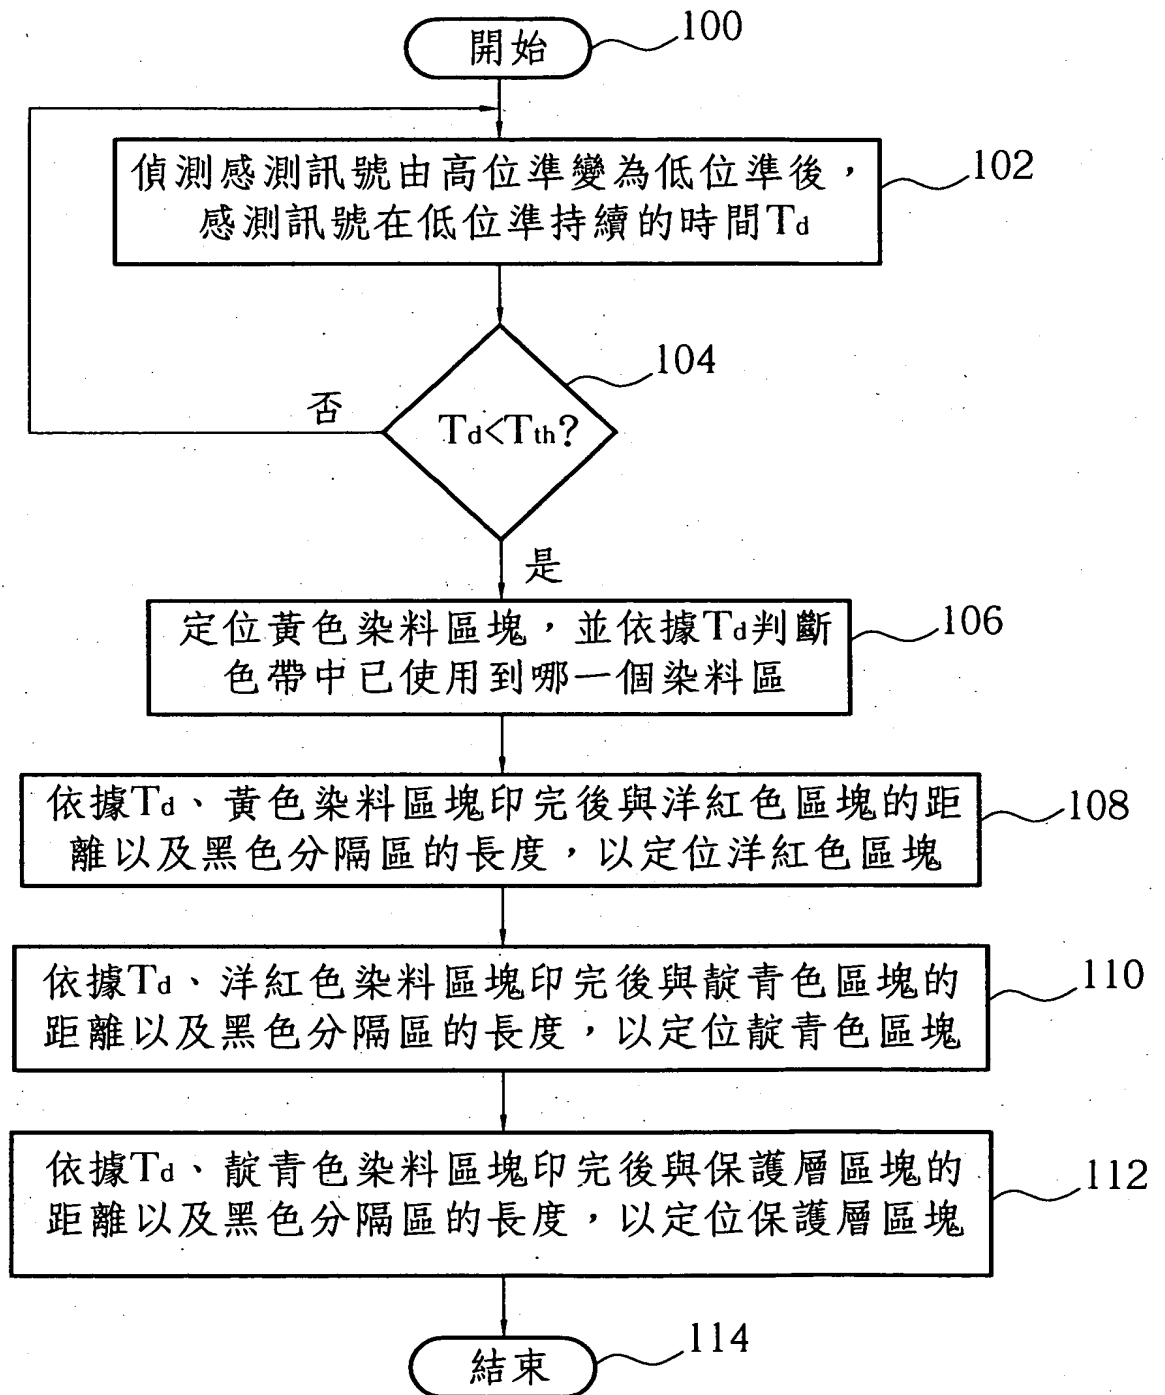 開始
100
偵測感測訊號由高位準變為低位準後，
感測訊號在低位準持續的時間Td
102
Td<Tth?
104
否
是
定位黃色染料區塊，並依據Td判斷
色帶中已使用到哪一個染料區
106
依據Td、黃色染料區塊印完後與洋紅色區塊的距
離以及黑色分隔區的長度，以定位洋紅色區塊
108
依據Td、洋紅色染料區塊印完後與靛青色區塊的
距離以及黑色分隔區的長度，以定位靛青色區塊
110
依據Td、靛青色染料區塊印完後與保護層區塊的
距離以及黑色分隔區的長度，以定位保護層區塊
112
結束
114